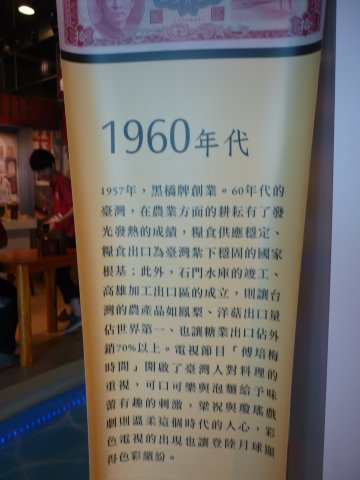 1960年代
1957年，黑橋牌創業。60年代的
臺灣，在農業方面的耕耘有了發
光發熱的成績，糧食供應穩定、
糧食出口為臺灣紮下穩固的國家
根基；此外，石門水庫的竣工、
高雄加工出口區的成立，則讓台
灣的農產品如鳳梨、洋菇出口量
佔世界第一、也讓糖業出口佔外
銷70%以上。電視節目「傅培梅
時間」開啟了臺灣人對料理的
重視，可口可樂與泡麵給予味
蕾有趣的刺激，梁祝與瓊瑤戲
劇則溫柔這個時代的人心，彩
色電視的出現也讓登陸月球顯
得色彩繽紛。